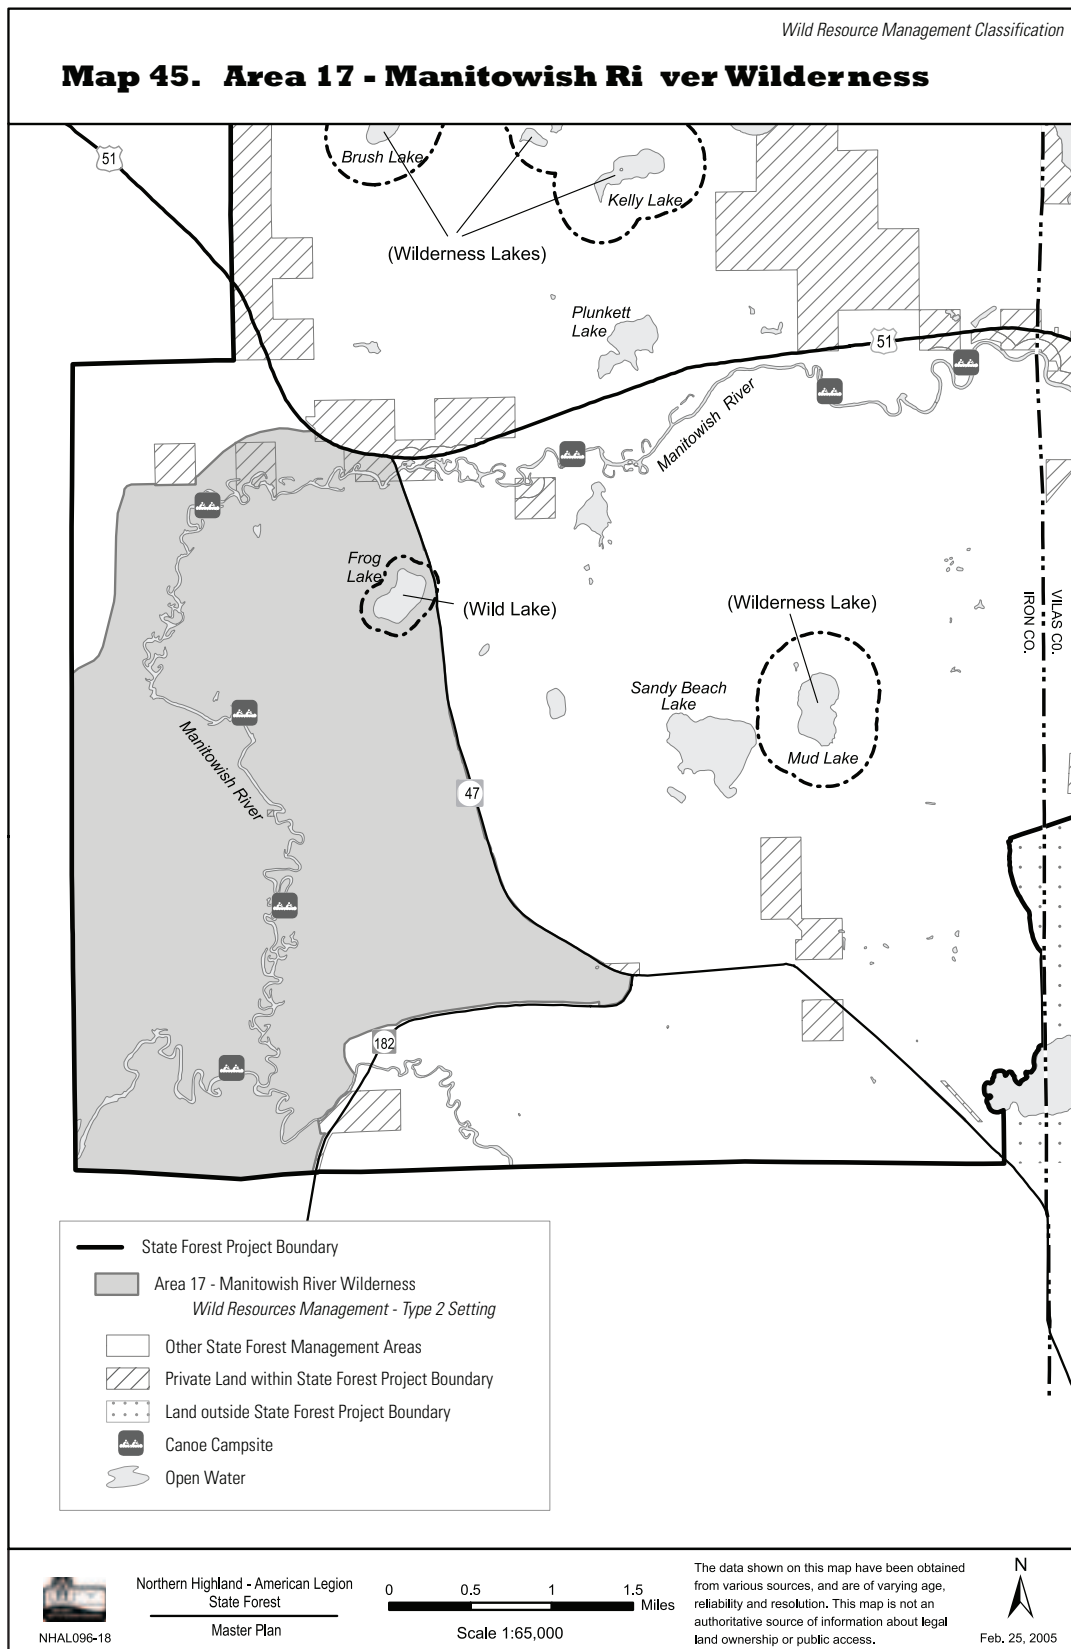 Wild Resource Management Classification
Map 45. Area 17 - Manitowish Ri ver Wilderness
51
Brush Lake
Kelly Lake
(Wilderness Lakes)
Plunkett
Lake
51
Manitowish River
Frog
Lake
(Wild Lake)
(Wilderness Lake)
VILAS CO.
IRON CO.
Sandy Beach
Lake
Mud Lake
Manitowish River
47
182
State Forest Project Boundary
Area 17 - Manitowish River Wilderness
Wild Resources Management - Type 2 Setting
Other State Forest Management Areas
Private Land within State Forest Project Boundary
Land outside State Forest Project Boundary
Canoe Campsite
Open Water
NHAL096-18
Northern Highland - American Legion
State Forest
Master Plan
0 0.5 1 1.5
Miles
Scale 1:65,000
The data shown on this map have been obtained
from various sources, and are of varying age,
reliability and resolution. This map is not an
authoritative source of information about legal
land ownership or public access.
N
Feb. 25, 2005